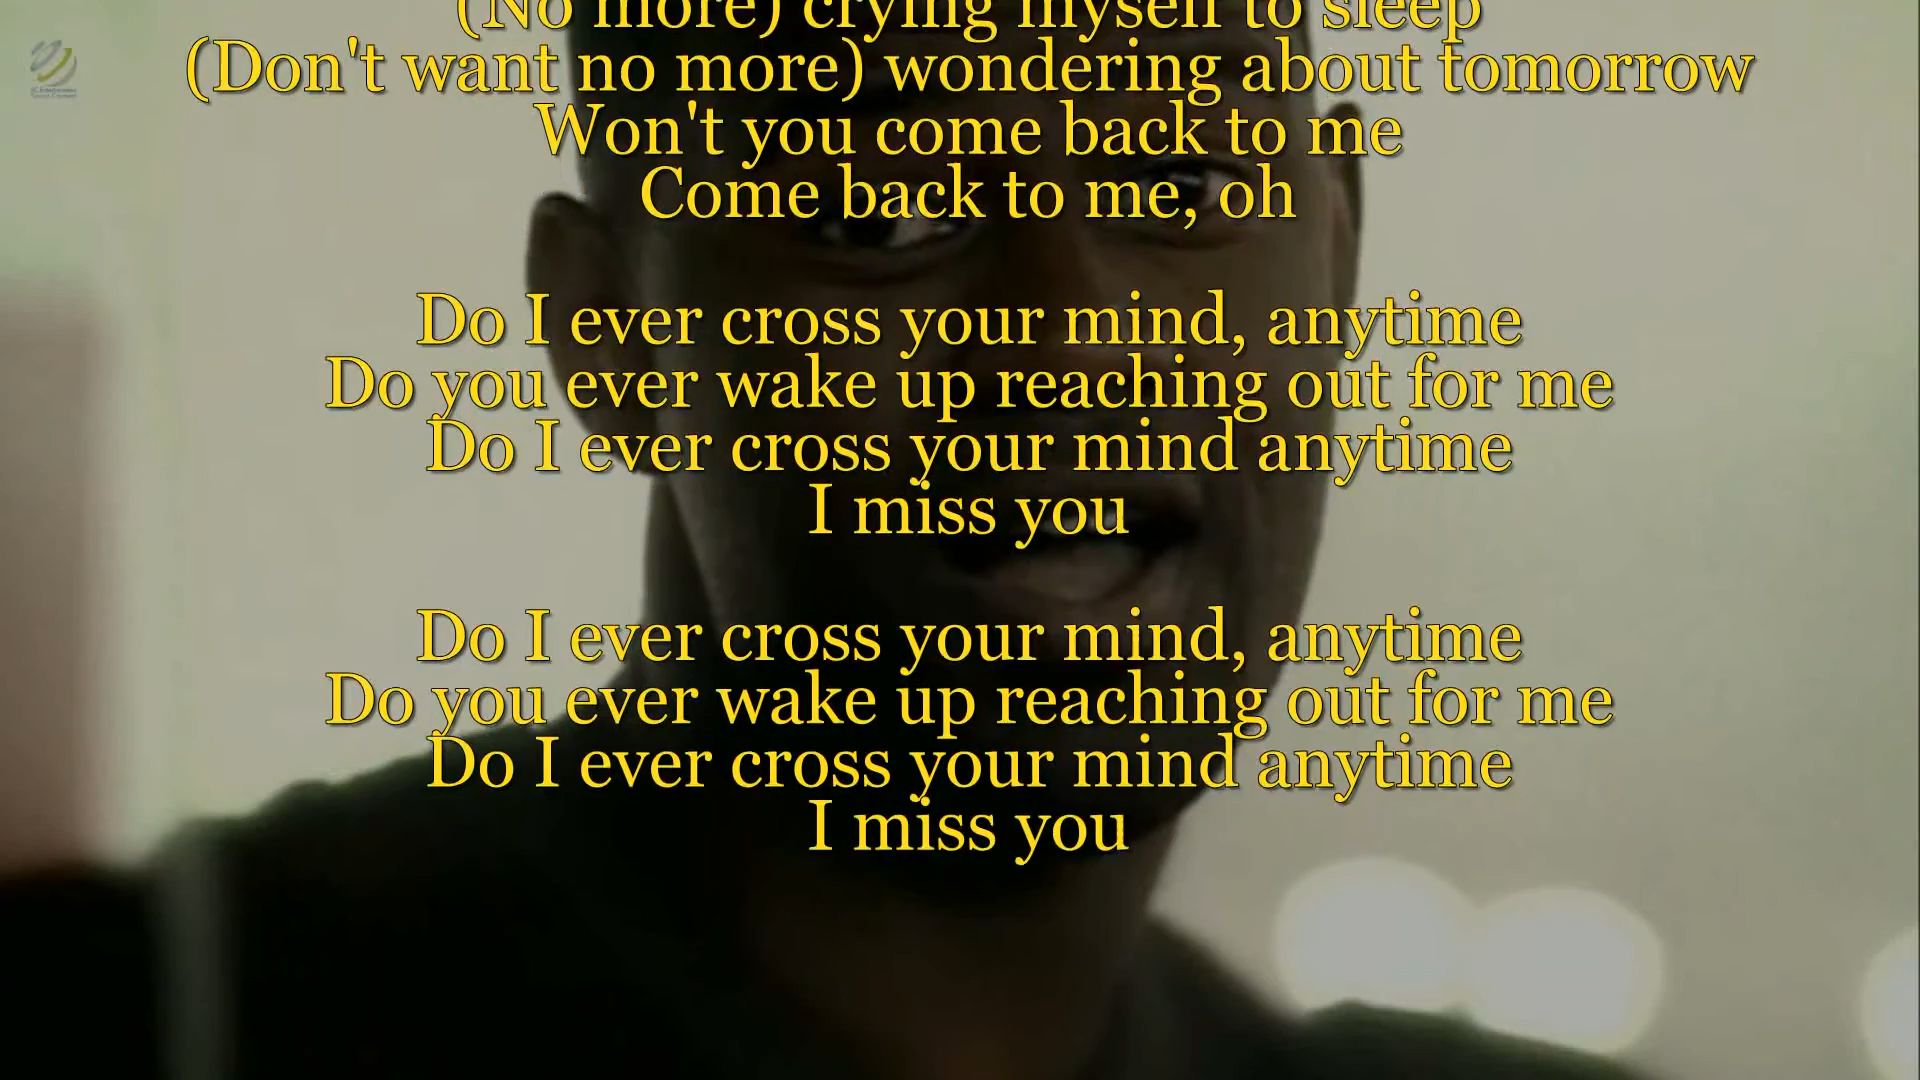 (No more) crying myself to sleep
(Don't want no more) wondering about tomorrow
Won't you come back to me
Come back to me, oh
Do I ever cross your mind, anytime
Do you ever wake up reaching out for me
Do I ever cross your mind anytime
I miss you
Do I ever cross your mind, anytime
Do you ever wake up reaching out for me
Do I ever cross your mind anytime
I miss you